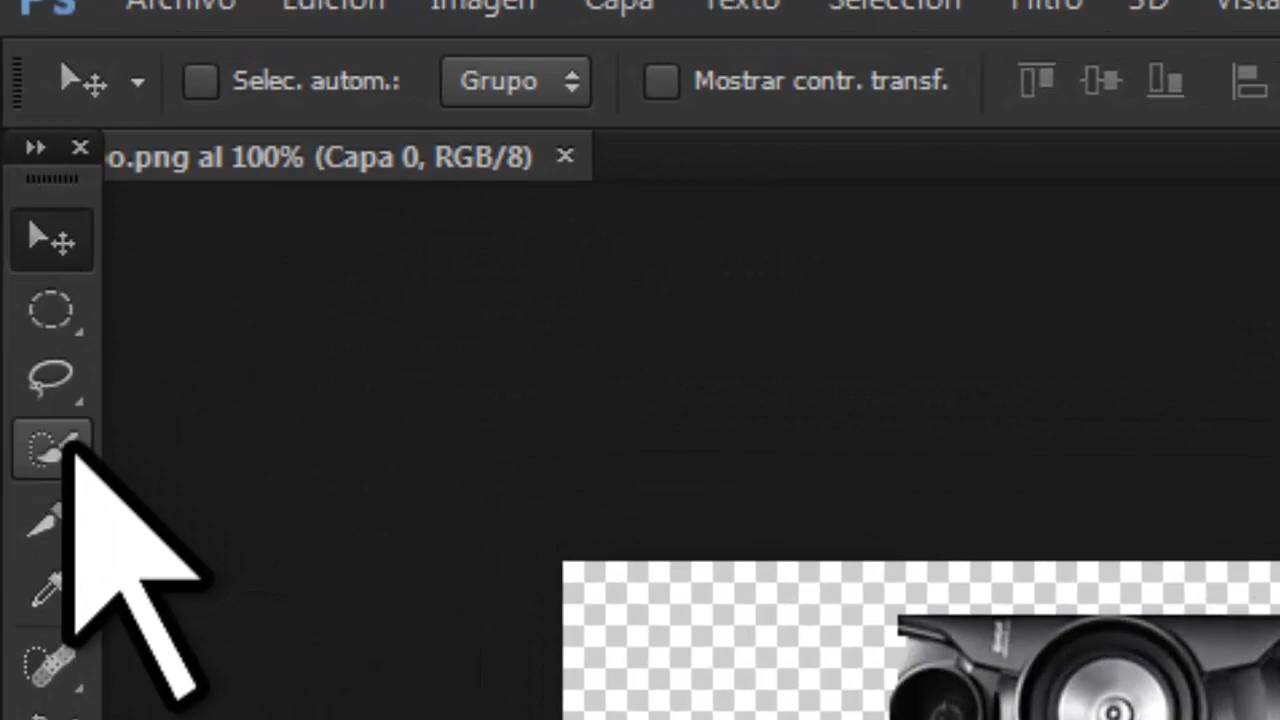 Ps Archivo Edición Imagen Capa Texto Selección Filtro 3D Vista
Selec. autom.: Grupo Mostrar contr. transf.
o.png al 100% (Capa 0, RGB/8) ×